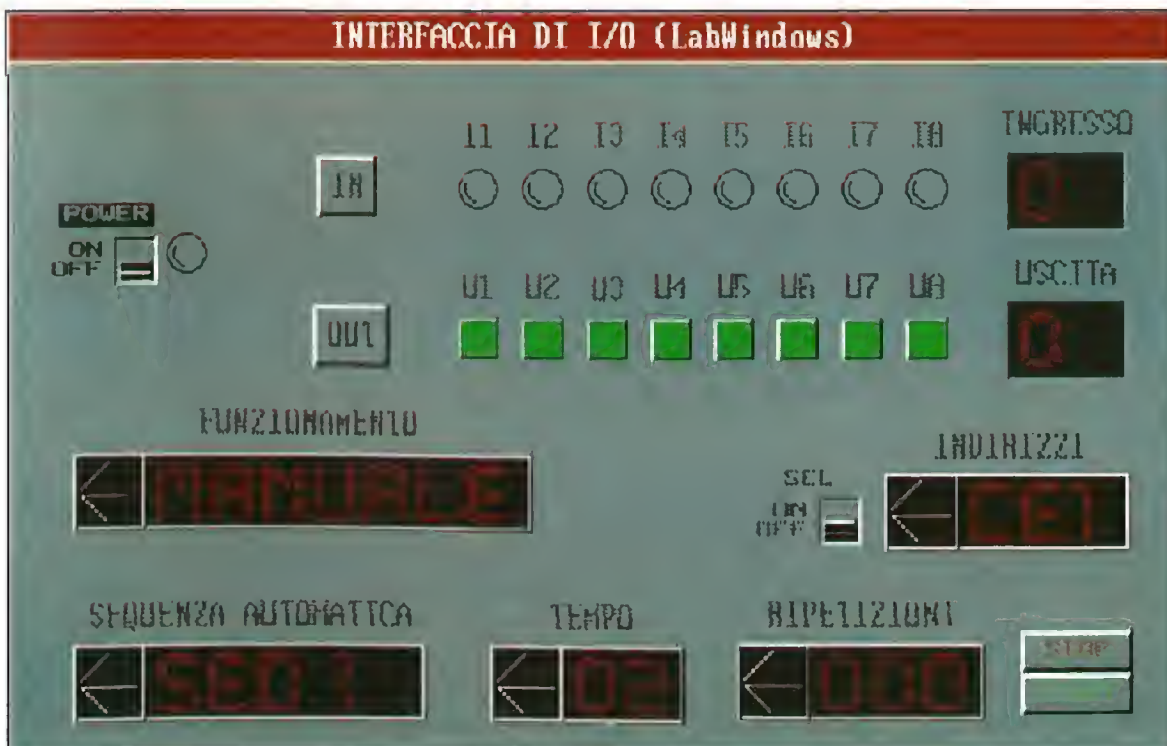 INTERFACCIA DI I/O (LabWindows)
I1 I2 I3 I4 I5 I6 I7 I8
INGRESSO
IN
0
POWER
ON
OFF
U1 U2 U3 U4 U5 U6 U7 U8
USCITA
OUT
0
FUNZIONAMENTO
MANUALE
INDIRIZZI
SEL
ON
OFF
SEQUENZA AUTOMATICA
TEMPO
RIPETIZIONI
SEQ1
02
000
STOP